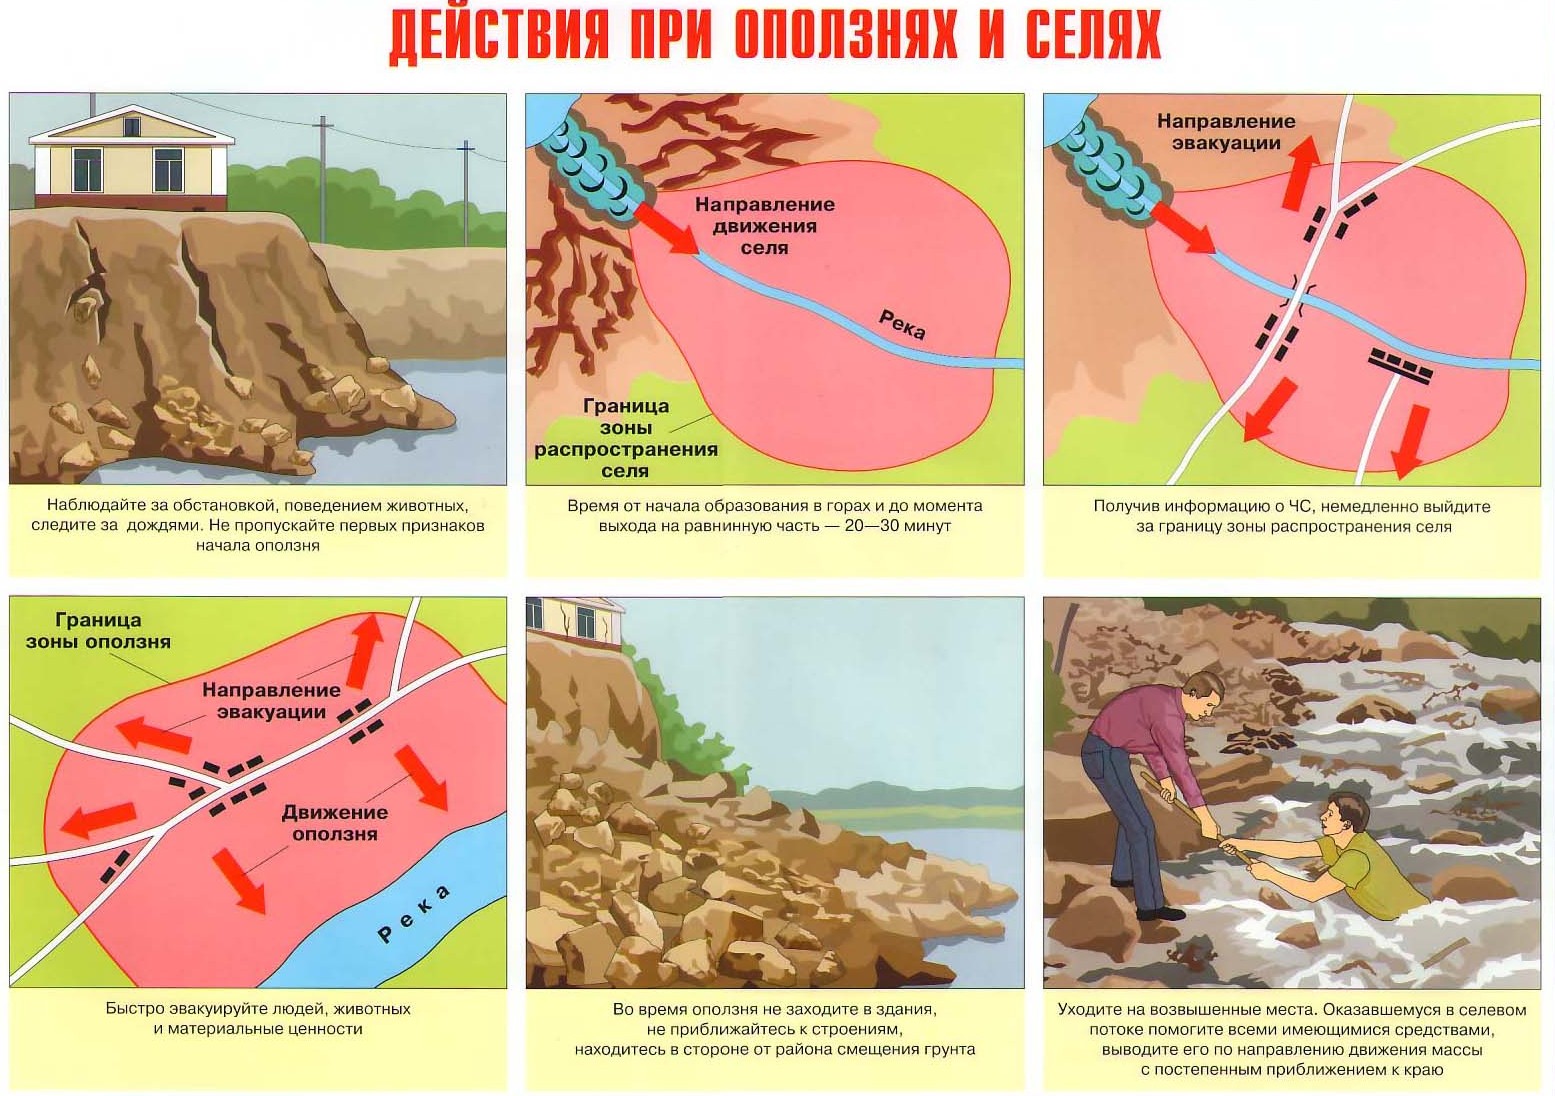 ДЕЙСТВИЯ ПРИ ОПОЛЗНЯХ И СЕЛЯХ
Наблюдайте за обстановкой, поведением животных,
следите за дождями. Не пропускайте первых признаков
начала оползня
Направление
движения
селя
Река
Граница
зоны
распространения
селя
Время от начала образования в горах и до момента
выхода на равнинную часть — 20—30 минут
Направление
эвакуации
Получив информацию о ЧС, немедленно выйдите
за границу зоны распространения селя
Граница
зоны оползня
Направление
эвакуации
Движение
оползня
Река
Быстро эвакуируйте людей, животных
и материальные ценности
Во время оползня не заходите в здания,
не приближайтесь к строениям,
находитесь в стороне от района смещения грунта
Уходите на возвышенные места. Оказавшемуся в селевом
потоке помогите всеми имеющимися средствами,
выводите его по направлению движения массы
с постепенным приближением к краю